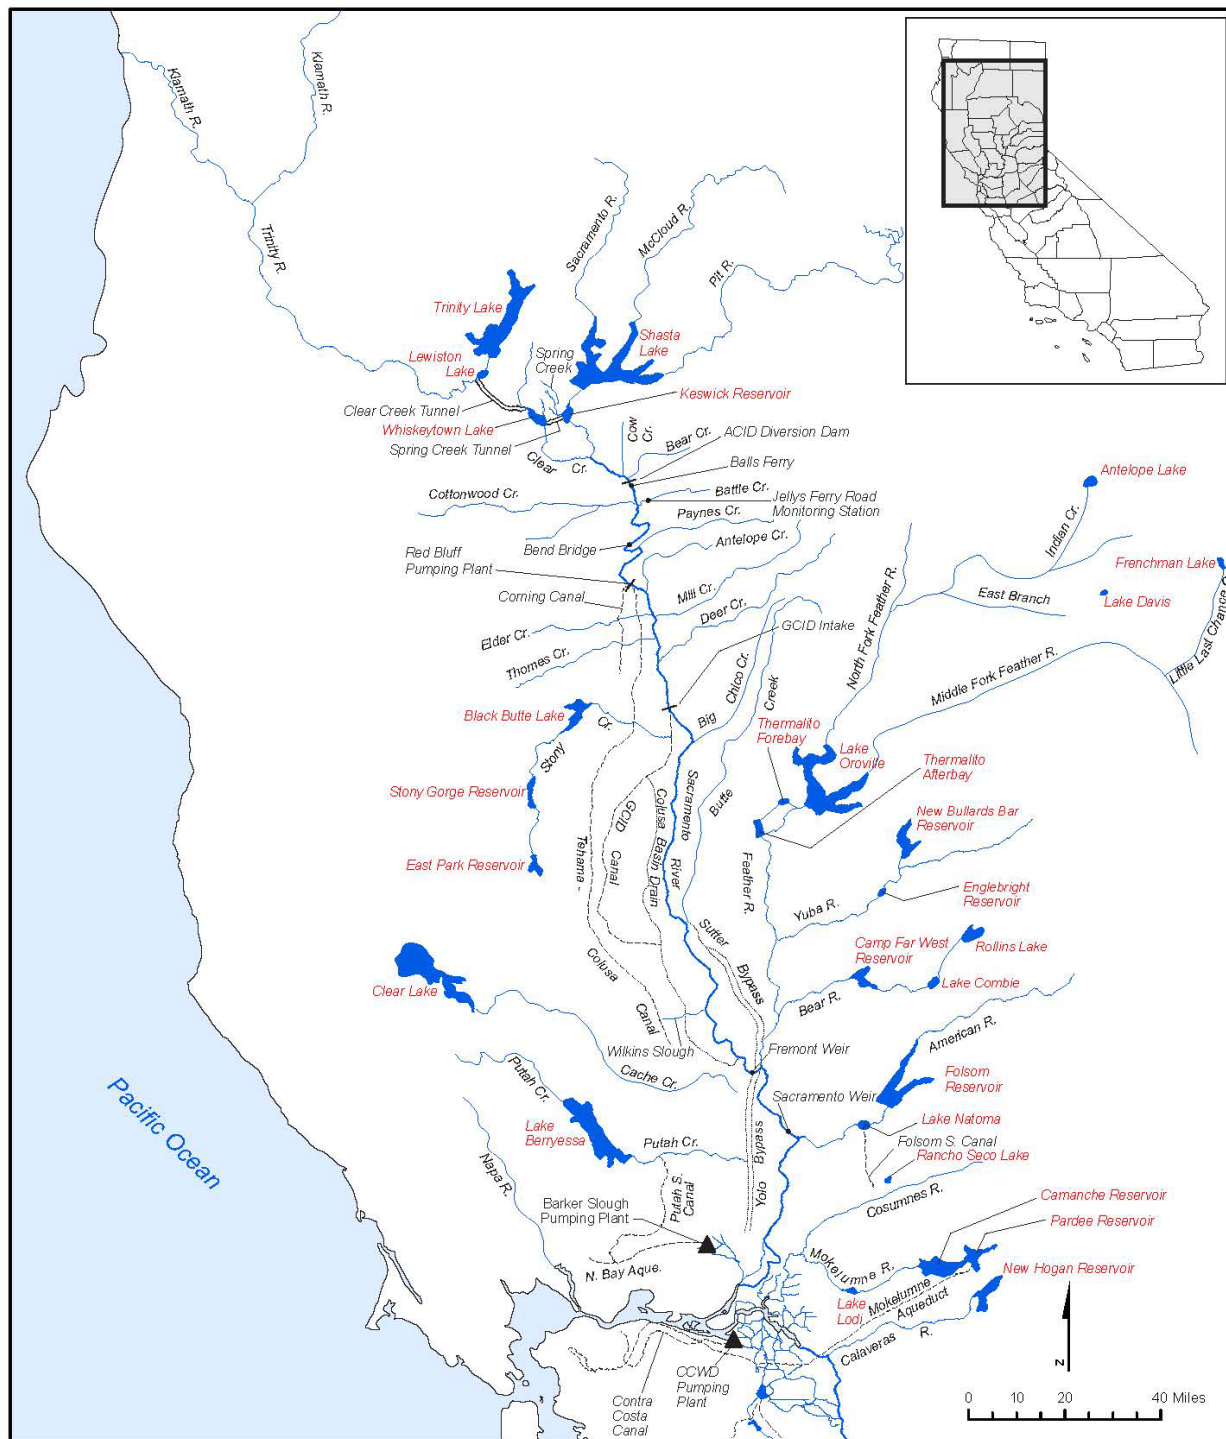 Klamath R.
Klamath R.
Trinity R.
Sacramento R.
McCloud R.
Pit R.
Trinity Lake
Shasta
Lake
Lewiston
Lake
Spring
Creek
Keswick Reservoir
Clear Creek Tunnel
Whiskeytown Lake
Spring Creek Tunnel
Clear Cr.
Cow
Cr.
Bear Cr.
ACID Diversion Dam
Balls Ferry
Cottonwood Cr.
Battle Cr.
Jellys Ferry Road
Monitoring Station
Paynes Cr.
Antelope Cr.
Bend Bridge
Red Bluff
Pumping Plant
Corning Canal
Mill Cr.
Deer Cr.
Elder Cr.
Thomes Cr.
GCID Intake
Antelope Lake
Indian Cr.
Frenchman Lake
East Branch
Lake Davis
Little Last Chance C
North Fork Feather R.
Middle Fork Feather R.
Big Chico Cr.
Butte Creek
Black Butte Lake
Stony Cr.
Stony Gorge Reservoir
East Park Reservoir
Thermalito
Forebay
Lake
Oroville
Thermalito
Afterbay
New Bullards Bar
Reservoir
Tehama-
Colusa
Canal
GCID
Canal
Colusa Basin Drain
Sacramento
River
Feather R.
Yuba R.
Englebright
Reservoir
Sutter
Bypass
Camp Far West
Reservoir
Rollins Lake
Lake Combie
Bear R.
Clear Lake
Wilkins Slough
Cache Cr.
Fremont Weir
American R.
Folsom
Reservoir
Sacramento Weir
Putah Cr.
Lake
Berryessa
Putah Cr.
Yolo
Bypass
Lake Natoma
Folsom S. Canal
Rancho Seco Lake
Napa R.
Putah S.
Canal
Barker Slough
Pumping Plant
N. Bay Aque.
Cosumnes R.
Camanche Reservoir
Pardee Reservoir
Mokelumne R.
New Hogan Reservoir
Lake
Lodi
Mokelumne
Aqueduct
Calaveras R.
CCWD
Pumping
Plant
Contra
Costa
Canal
Pacific Ocean
N
0 10 20 40 Miles